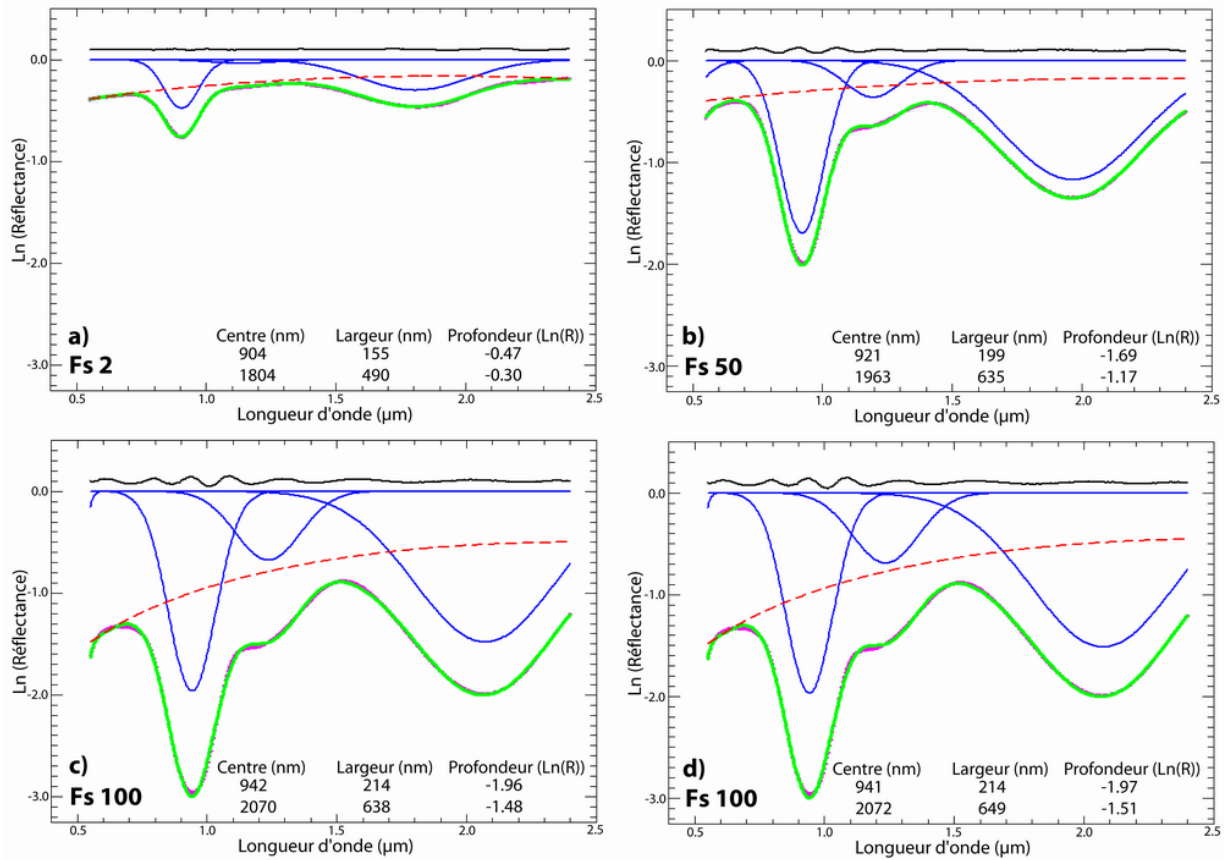 0.0
-1.0
-2.0
-3.0
Ln (Réflectance)
a)
Fs 2
Centre (nm) Largeur (nm) Profondeur (Ln(R))
904 155 -0.47
1804 490 -0.30
0.5 1.0 1.5 2.0 2.5
Longueur d'onde (µm)
0.0
-1.0
-2.0
-3.0
Ln (Réflectance)
b)
Fs 50
Centre (nm) Largeur (nm) Profondeur (Ln(R))
921 199 -1.69
1963 635 -1.17
0.5 1.0 1.5 2.0 2.5
Longueur d'onde (µm)
0.0
-1.0
-2.0
-3.0
Ln (Réflectance)
c)
Fs 100
Centre (nm) Largeur (nm) Profondeur (Ln(R))
942 214 -1.96
2070 638 -1.48
0.5 1.0 1.5 2.0 2.5
Longueur d'onde (µm)
0.0
-1.0
-2.0
-3.0
Ln (Réflectance)
d)
Fs 100
Centre (nm) Largeur (nm) Profondeur (Ln(R))
941 214 -1.97
2072 649 -1.51
0.5 1.0 1.5 2.0 2.5
Longueur d'onde (µm)